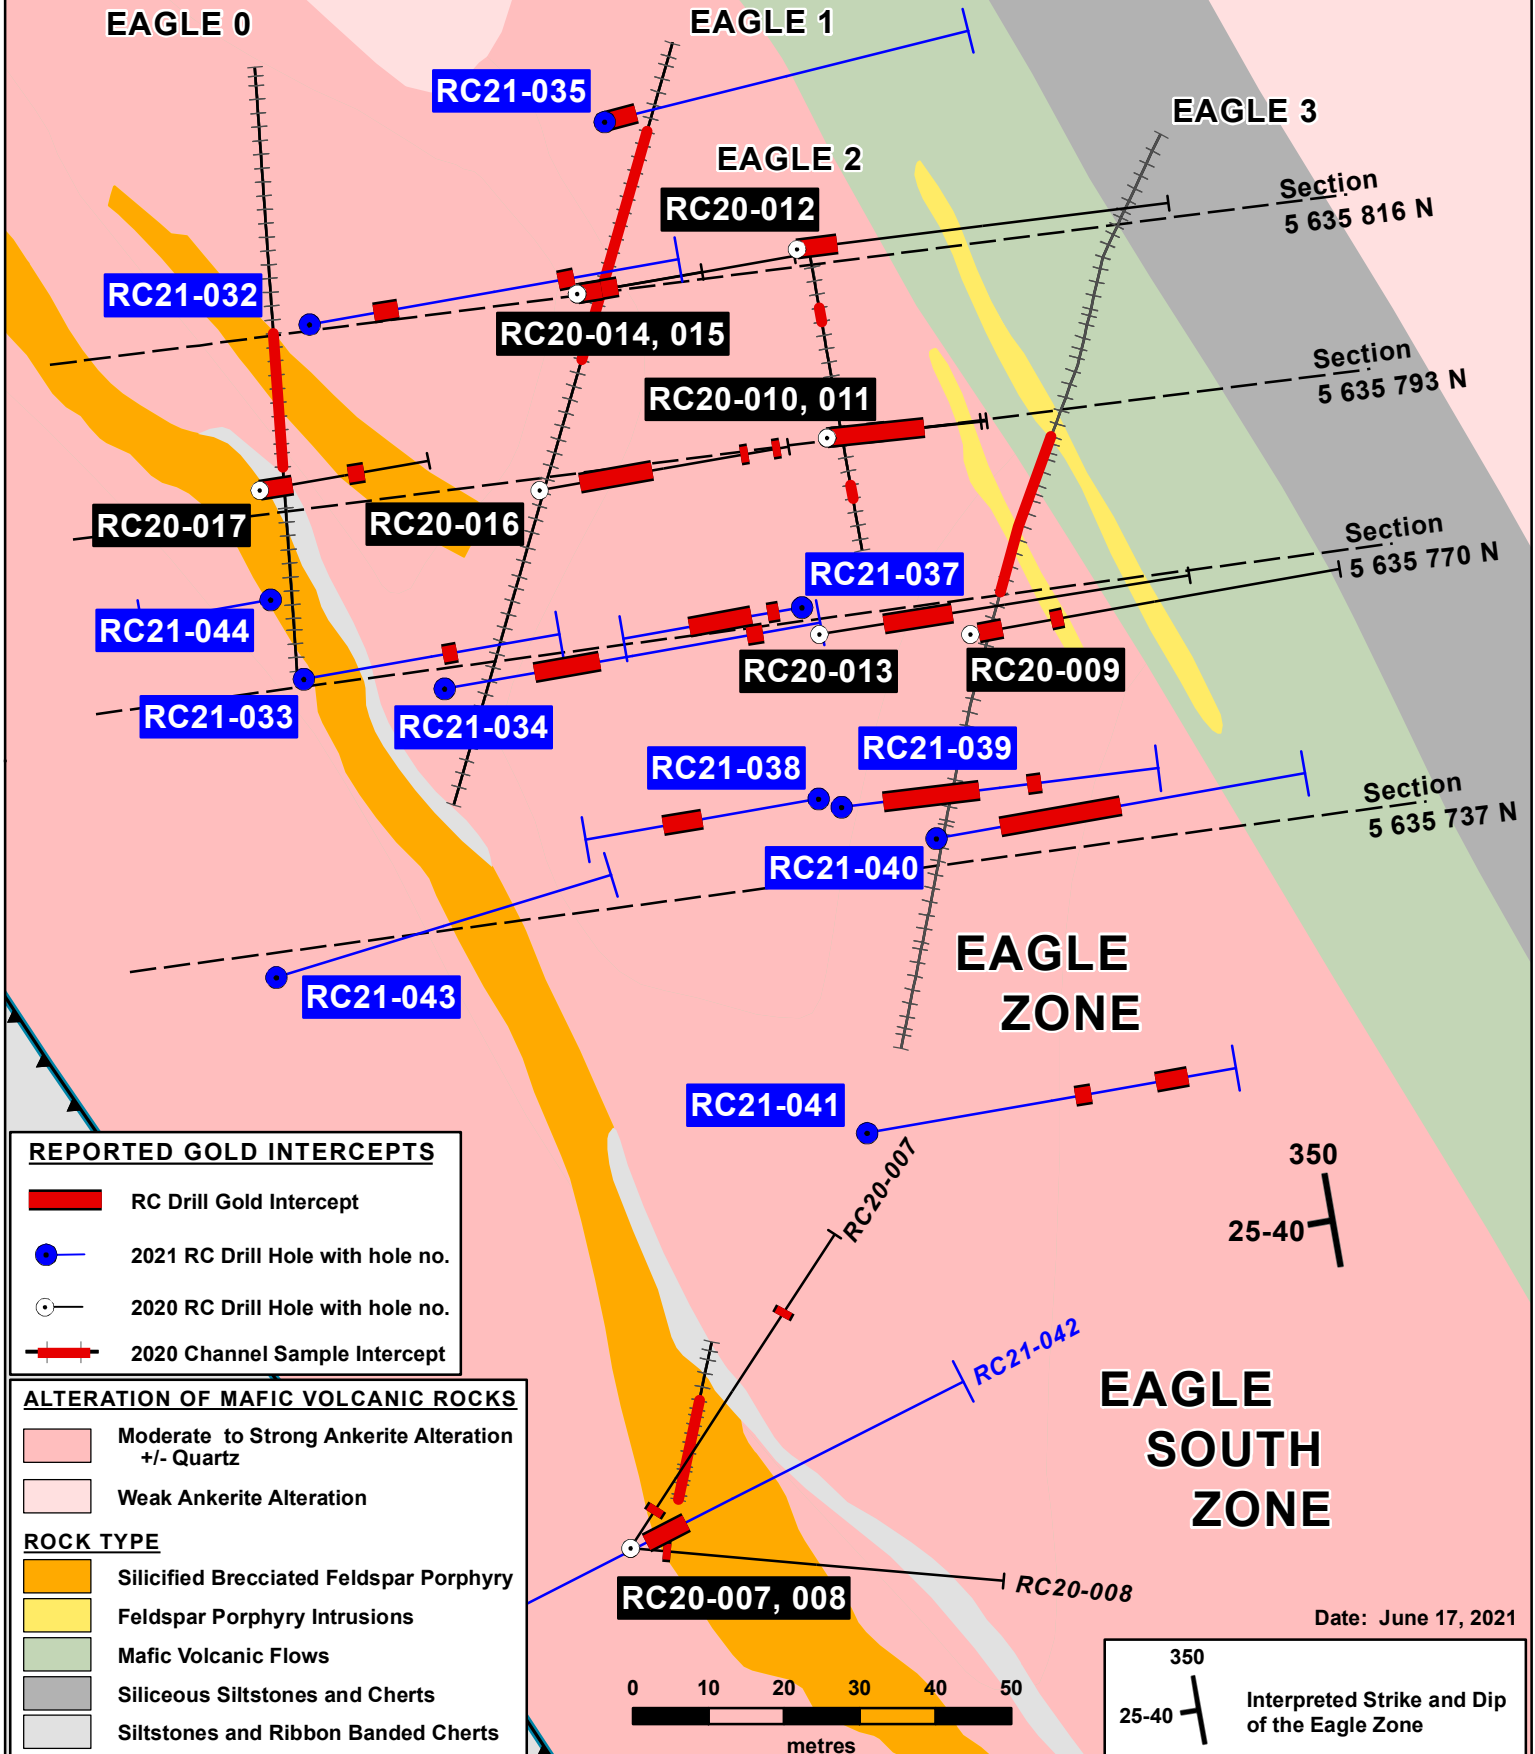 EAGLE 0
EAGLE 1
RC21-035
EAGLE 3
EAGLE 2
Section
5 635 816 N
RC20-012
RC21-032
RC20-014, 015
Section
5 635 793 N
RC20-010, 011
RC20-017
RC20-016
Section
5 635 770 N
RC21-037
RC21-044
RC20-013
RC20-009
RC21-033
RC21-034
RC21-039
RC21-038
Section
5 635 737 N
RC21-040
EAGLE
ZONE
RC21-043
RC21-041
RC20-007
350
25-40
REPORTED GOLD INTERCEPTS
RC Drill Gold Intercept
2021 RC Drill Hole with hole no.
2020 RC Drill Hole with hole no.
2020 Channel Sample Intercept
RC21-042
EAGLE
SOUTH
ZONE
ALTERATION OF MAFIC VOLCANIC ROCKS
Moderate to Strong Ankerite Alteration
+/- Quartz
Weak Ankerite Alteration
ROCK TYPE
Silicified Brecciated Feldspar Porphyry
Feldspar Porphyry Intrusions
Mafic Volcanic Flows
Siliceous Siltstones and Cherts
Siltstones and Ribbon Banded Cherts
RC20-007, 008
RC20-008
Date: June 17, 2021
0 10 20 30 40 50
metres
350
25-40
Interpreted Strike and Dip
of the Eagle Zone